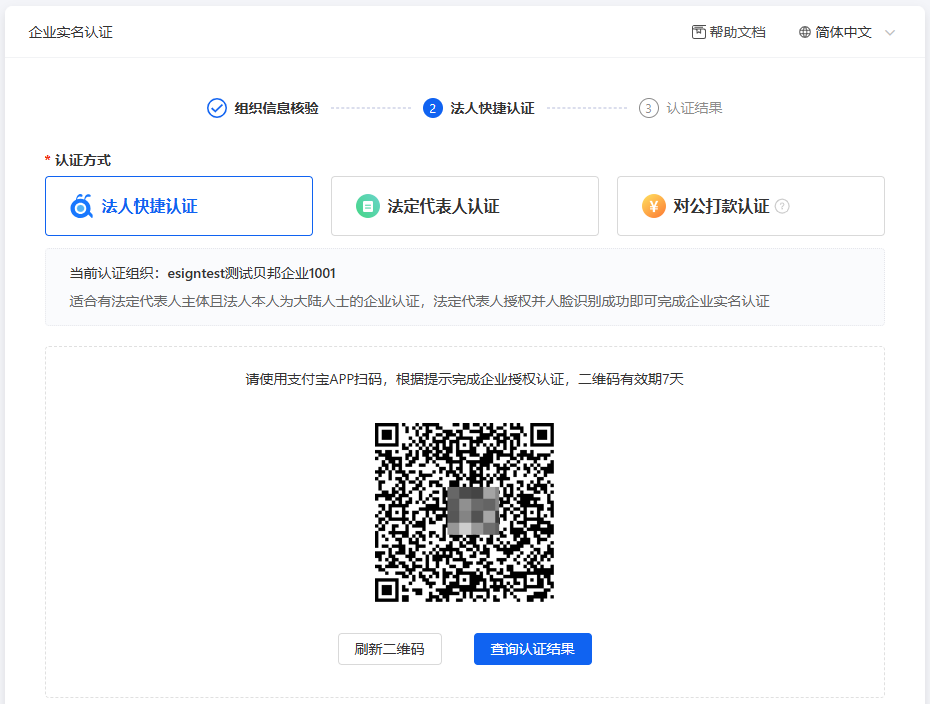 企业实名认证
帮助文档
简体中文
组织信息核验
2 法人快捷认证
3 认证结果
* 认证方式
法人快捷认证
法定代表人认证
¥ 对公打款认证 ?
当前认证组织：esigntest测试贝邦企业1001
适合有法定代表人主体且法人本人为大陆人士的企业认证，法定代表人授权并人脸识别成功即可完成企业实名认证
请使用支付宝APP扫码，根据提示完成企业授权认证，二维码有效期7天
刷新二维码
查询认证结果